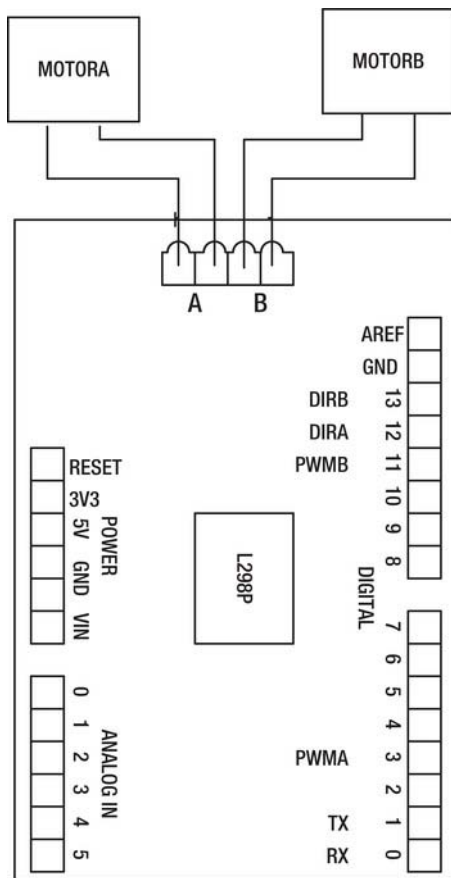 MOTORA
MOTORB
A B
AREF
GND
DIRB 13
DIRA 12
PWMB 11
10
9
8
DIGITAL
7
6
5
4
PWMA 3
2
TX 1
RX 0
RESET
3V3
5V
GND
VIN
POWER
L298P
0
1
2
3
4
5
ANALOG IN